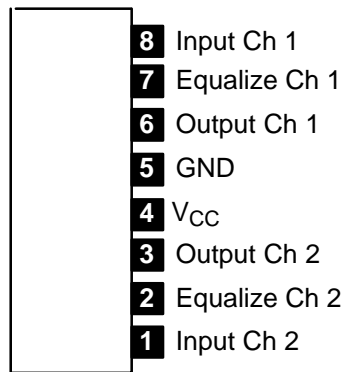 8 Input Ch 1
7 Equalize Ch 1
6 Output Ch 1
5 GND
4 VCC
3 Output Ch 2
2 Equalize Ch 2
1 Input Ch 2